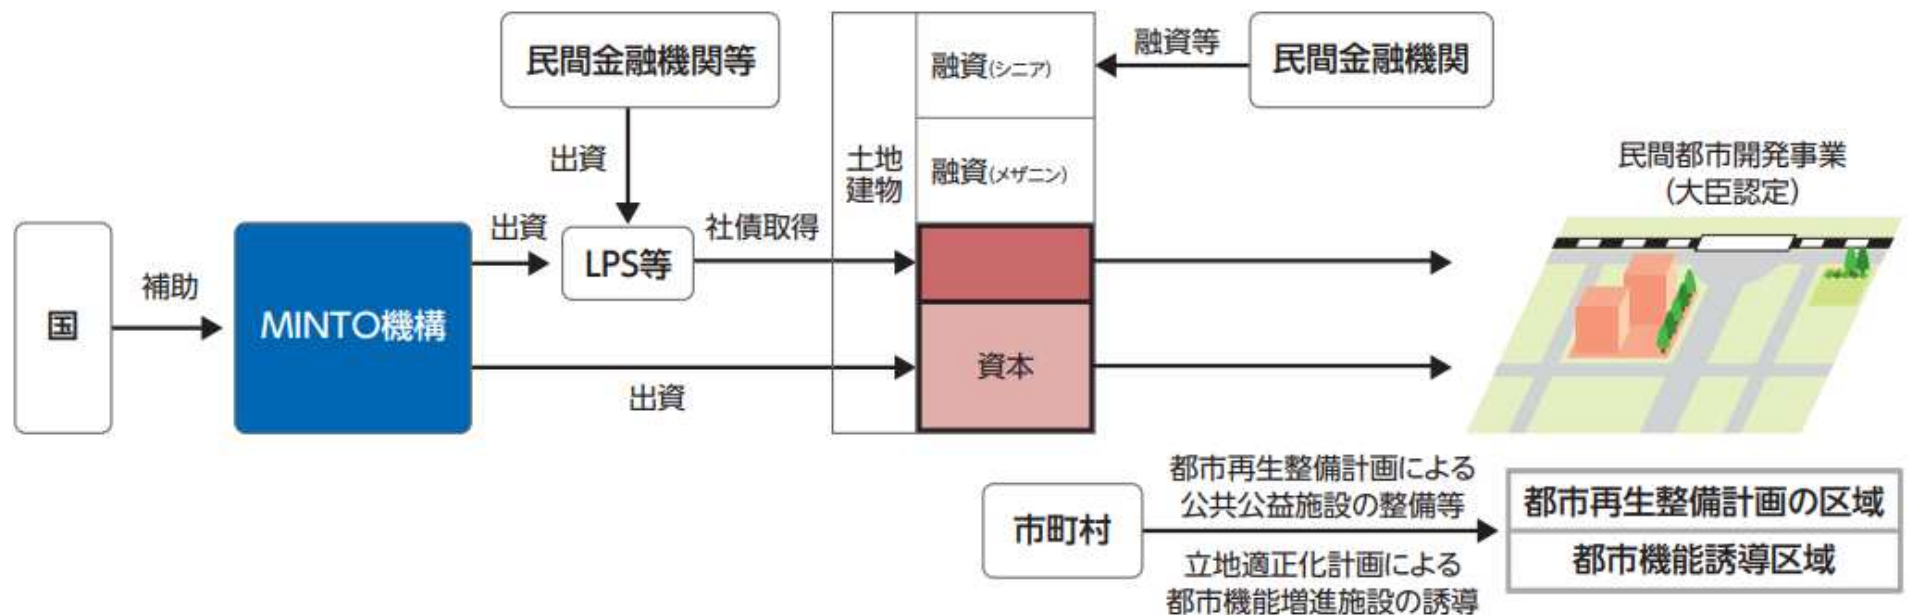 民間金融機関等
出資
国
補助
MINTO機構
出資
LPS等
社債取得
出資
土地
建物
融資(シニア)
融資(メザニン)
資本
融資等
民間金融機関
民間都市開発事業
(大臣認定)
市町村
都市再生整備計画による
公共公益施設の整備等
立地適正化計画による
都市機能増進施設の誘導
都市再生整備計画の区域
都市機能誘導区域